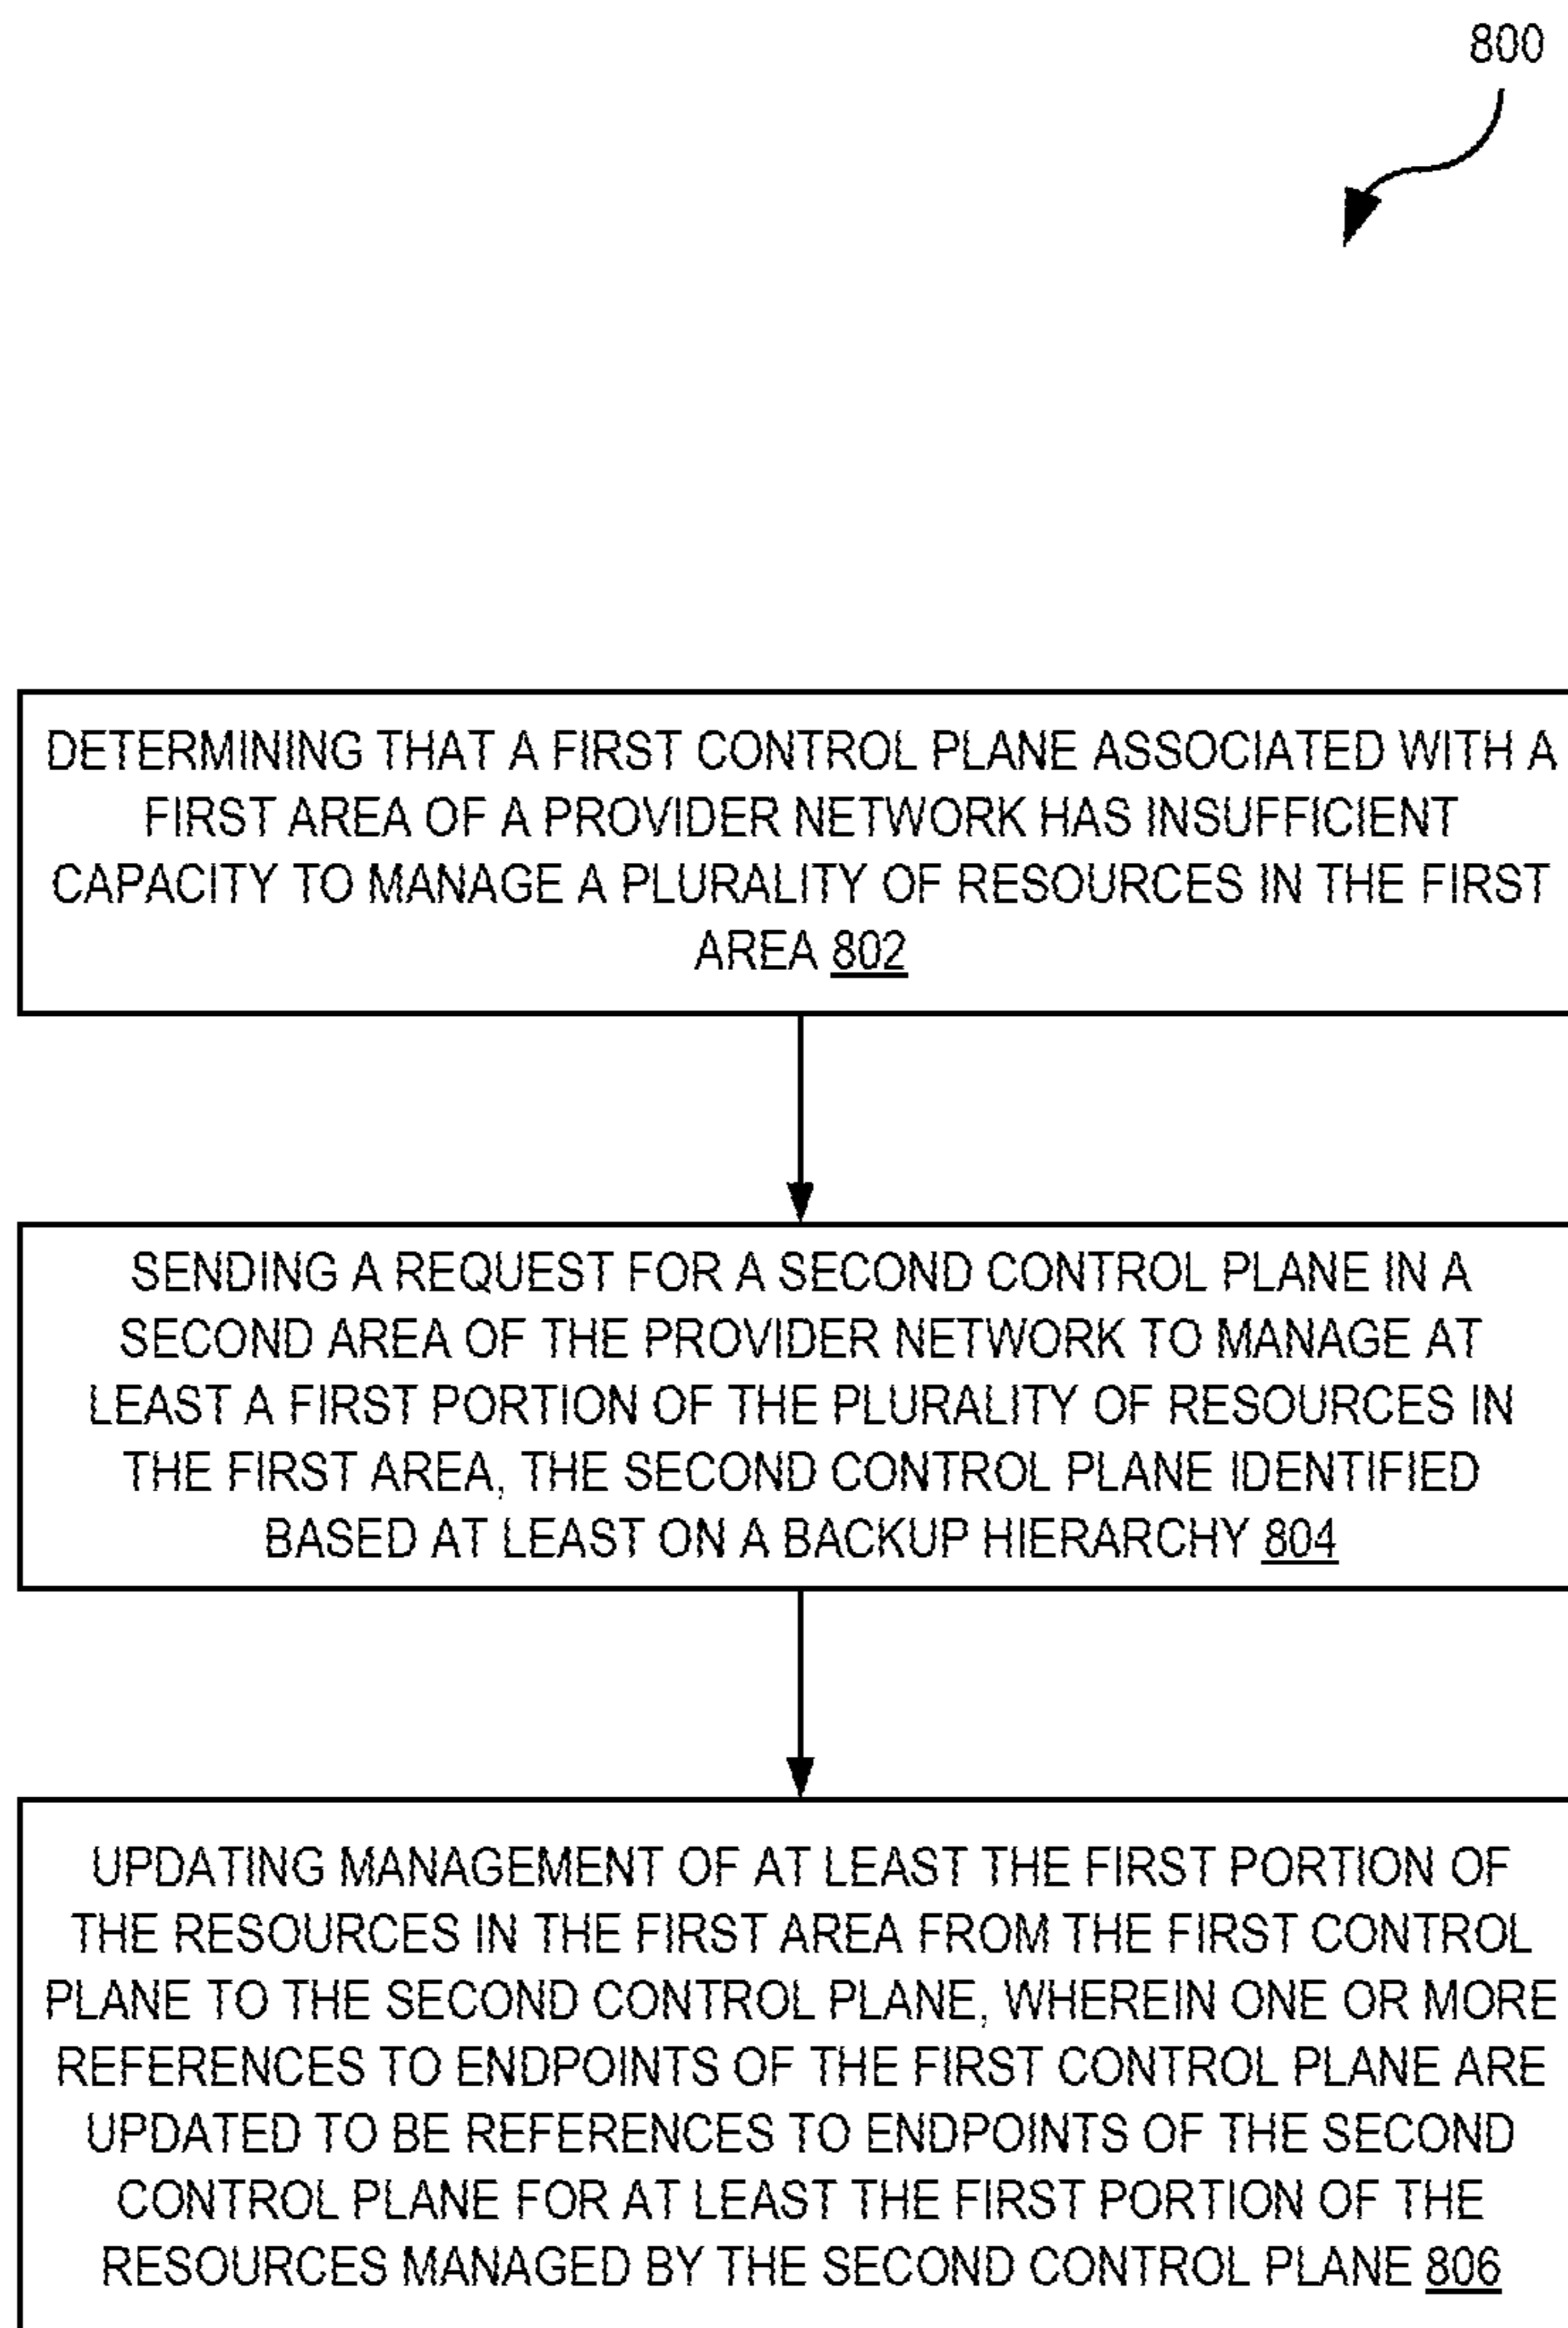 800
DETERMINING THAT A FIRST CONTROL PLANE ASSOCIATED WITH A
FIRST AREA OF A PROVIDER NETWORK HAS INSUFFICIENT
CAPACITY TO MANAGE A PLURALITY OF RESOURCES IN THE FIRST
AREA 802
SENDING A REQUEST FOR A SECOND CONTROL PLANE IN A
SECOND AREA OF THE PROVIDER NETWORK TO MANAGE AT
LEAST A FIRST PORTION OF THE PLURALITY OF RESOURCES IN
THE FIRST AREA, THE SECOND CONTROL PLANE IDENTIFIED
BASED AT LEAST ON A BACKUP HIERARCHY 804
UPDATING MANAGEMENT OF AT LEAST THE FIRST PORTION OF
THE RESOURCES IN THE FIRST AREA FROM THE FIRST CONTROL
PLANE TO THE SECOND CONTROL PLANE, WHEREIN ONE OR MORE
REFERENCES TO ENDPOINTS OF THE FIRST CONTROL PLANE ARE
UPDATED TO BE REFERENCES TO ENDPOINTS OF THE SECOND
CONTROL PLANE FOR AT LEAST THE FIRST PORTION OF THE
RESOURCES MANAGED BY THE SECOND CONTROL PLANE 806